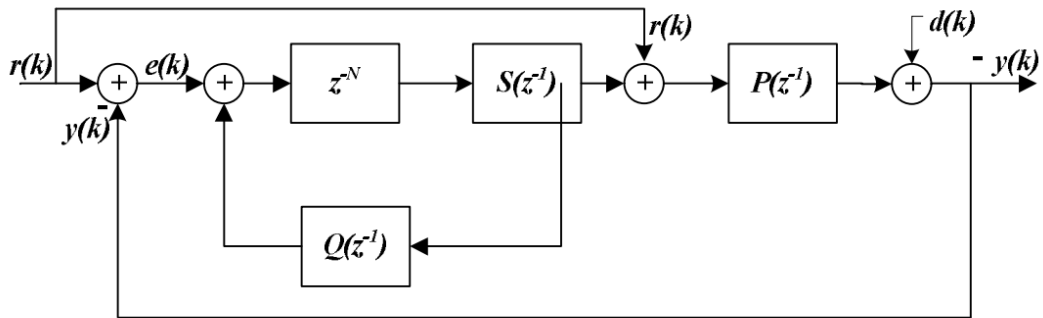 r(k)
d(k)
r(k)
e(k)
+
+
z⁻ᴺ
S(z⁻¹)
+
P(z⁻¹)
+
- y(k)
-
y(k)
Q(z⁻¹)